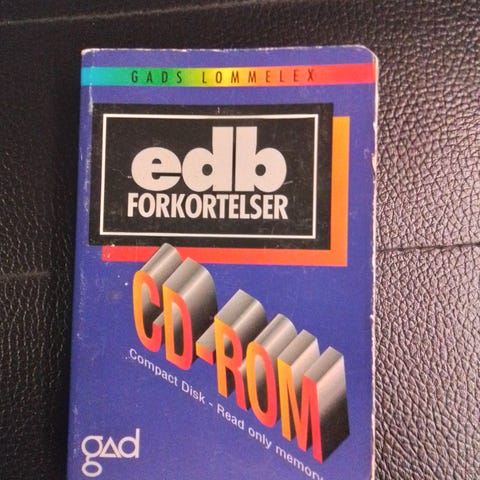 GADS LOMMELEX
edb
FORKORTELSER
CD-ROM
Compact Disk - Read only memory
gad